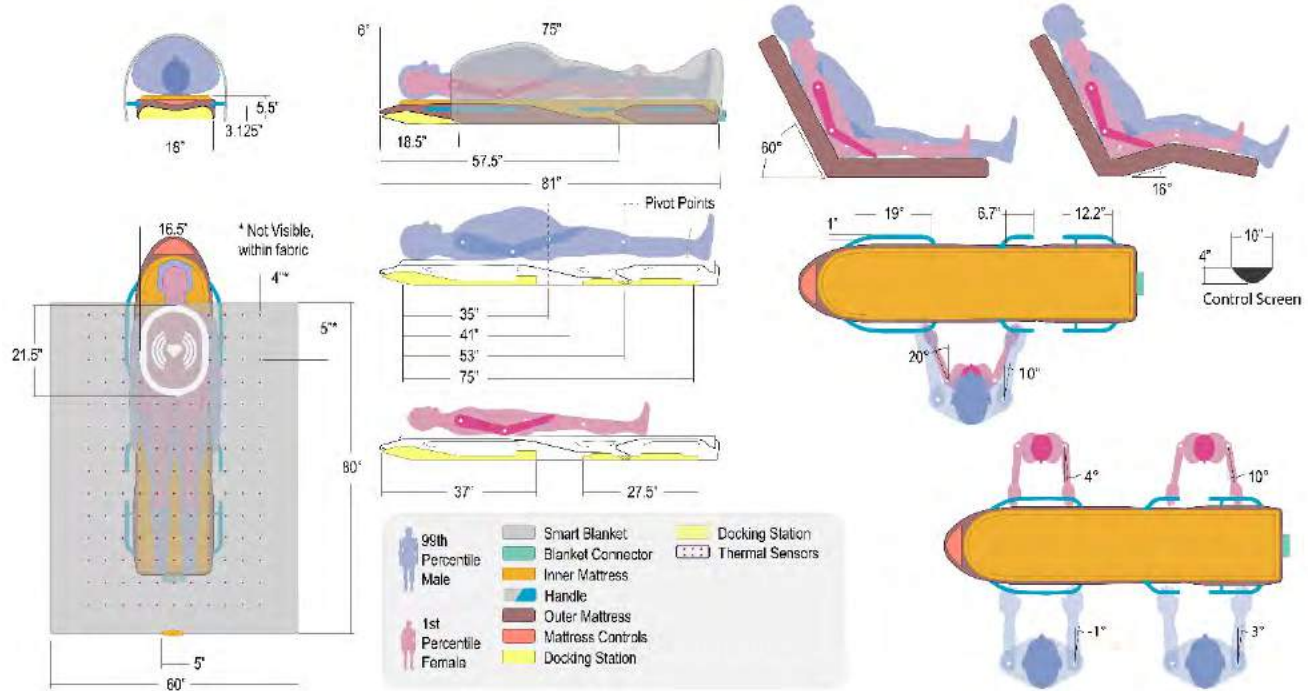 6"
75"
5.5"
3.125"
18"
18.5"
57.5"
81"
60°
16°
16.5"
* Not Visible,
within fabric
4"*
5"*
21.5"
80"
5"
60"
Pivot Points
35"
41"
53"
75"
37"
27.5"
1"
19"
6.7"
12.2"
10"
4"
Control Screen
20°
10°
4°
10°
-1°
3°
99th
Percentile
Male
1st
Percentile
Female
Smart Blanket
Blanket Connector
Inner Mattress
Handle
Outer Mattress
Mattress Controls
Docking Station
Docking Station
Thermal Sensors